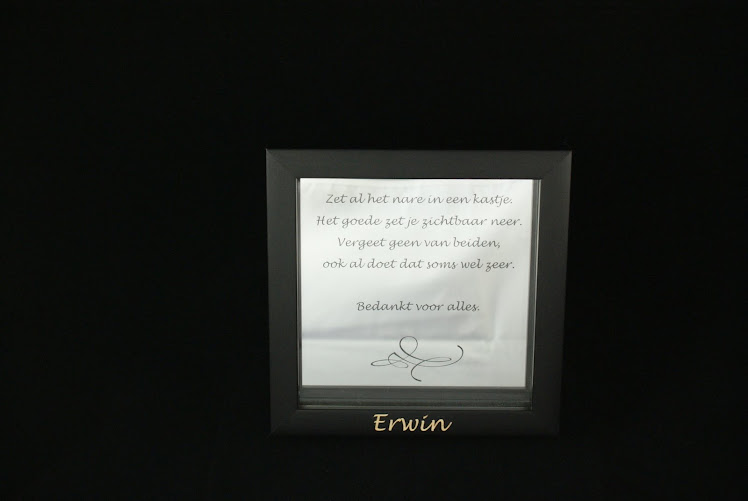 Zet al het nare in een kastje.
Het goede zet je zichtbaar neer.
Vergeet geen van beiden,
ook al doet dat soms wel zeer.
Bedankt voor alles.
Erwin